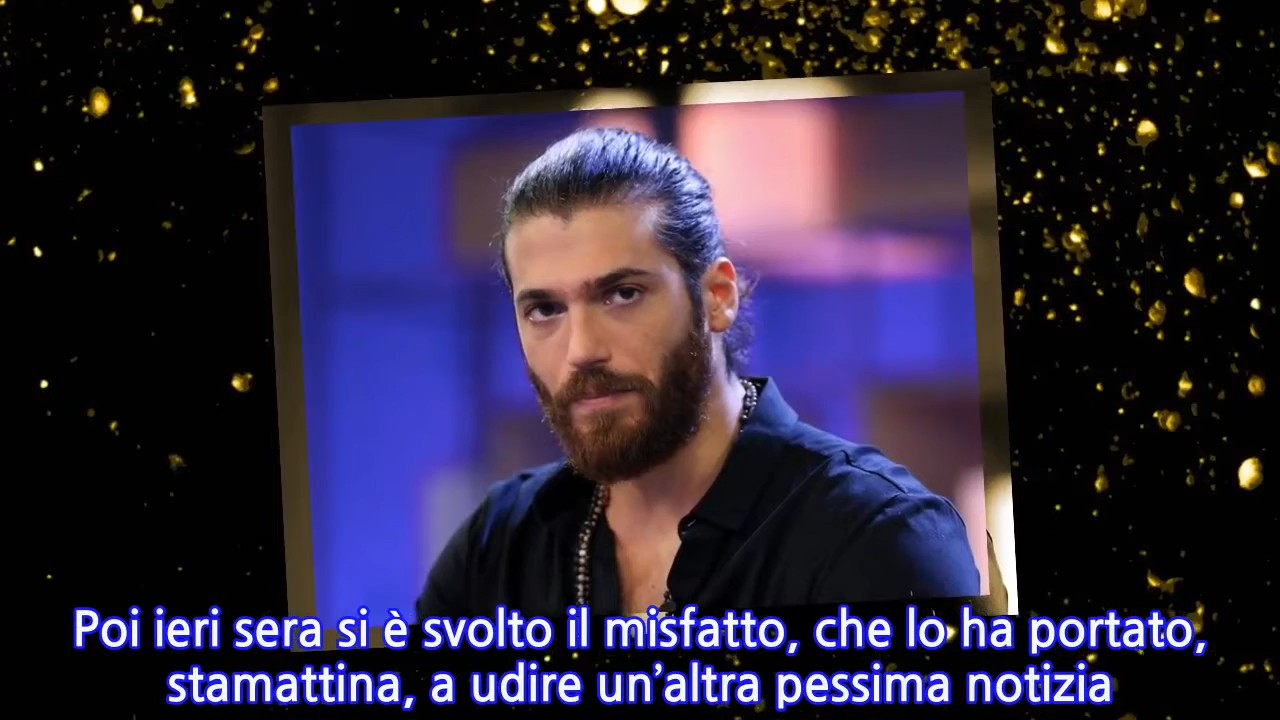 Poi ieri sera si è svolto il misfatto, che lo ha portato,
stamattina, a udire un’altra pessima notizia